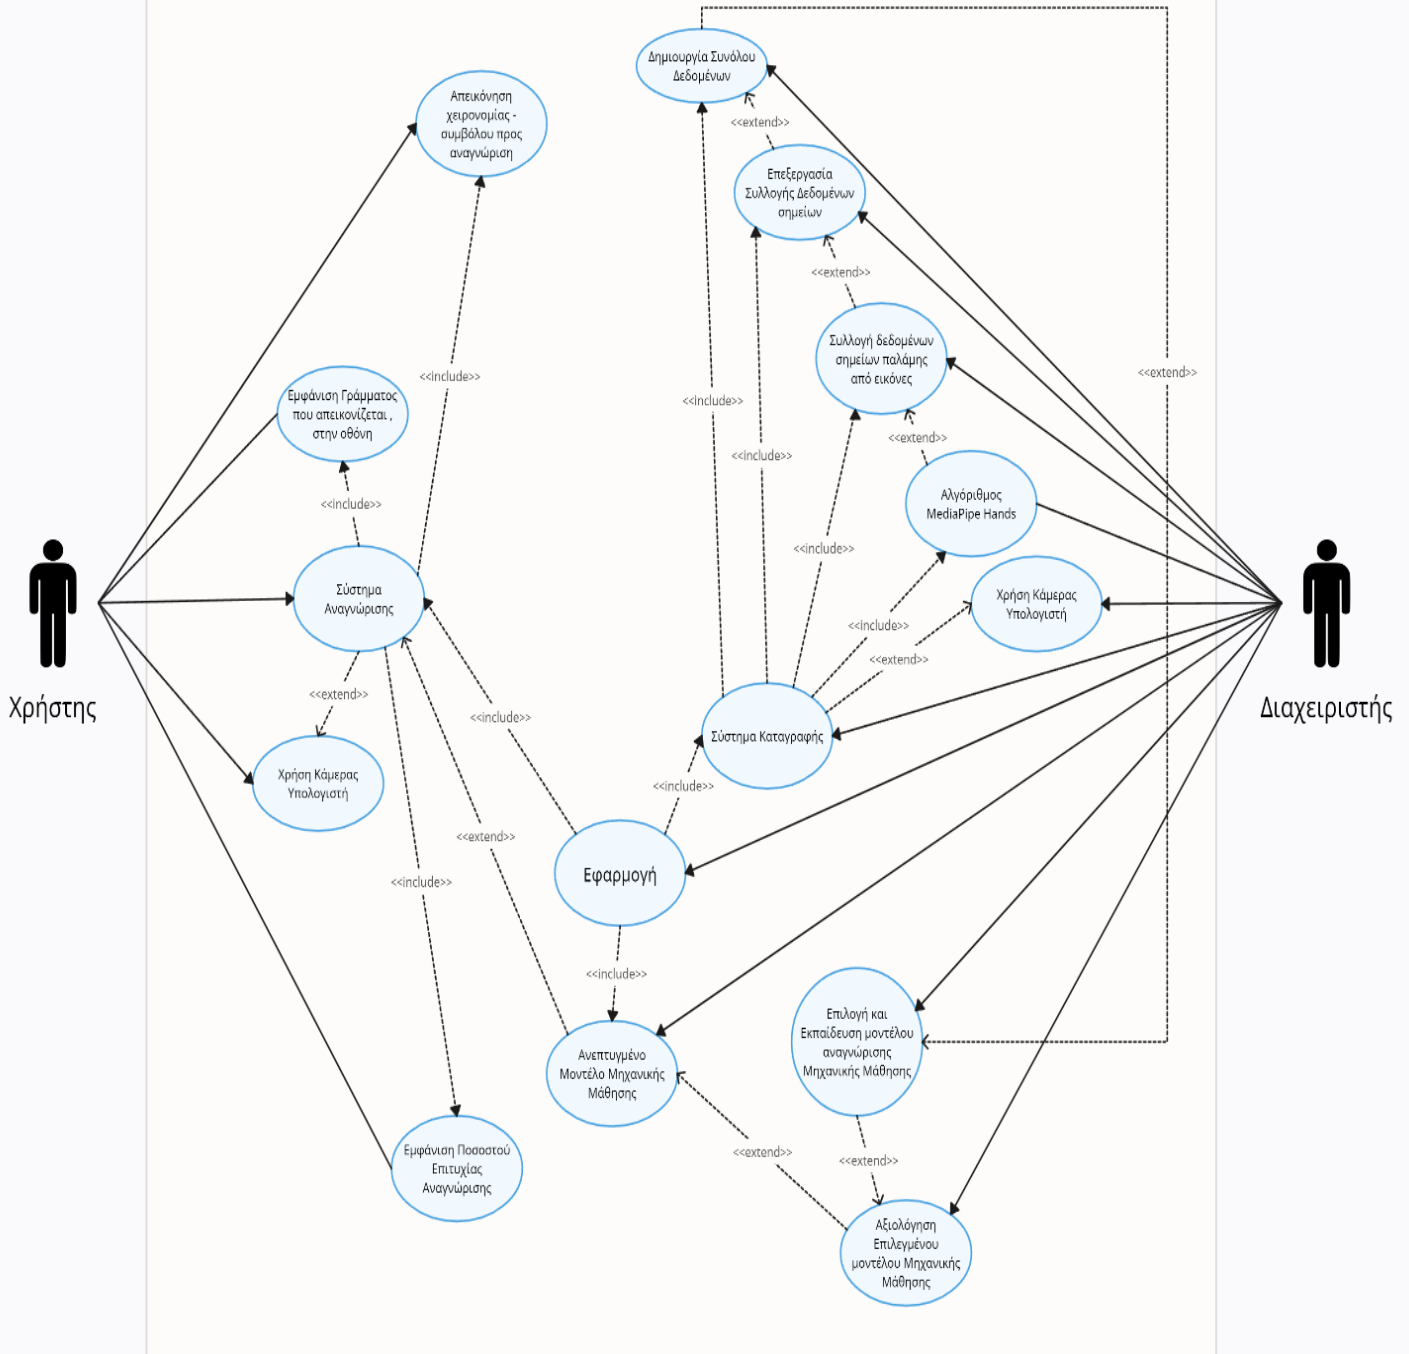 Δημιουργία Συνόλου
Δεδομένων
Απεικόνηση
χειρονομίας -
συμβόλου προς
αναγνώριση
<<extend>>
Επεξεργασία
Συλλογής Δεδομένων
σημείων
<<extend>>
Συλλογή δεδομένων
σημείων παλάμης
από εικόνες
<<extend>>
<<include>>
Εμφάνιση Γράμματος
που απεικονίζεται ,
στην οθόνη
<<include>>
<<include>>
<<extend>>
Αλγόριθμος
MediaPipe Hands
<<include>>
<<include>>
Σύστημα
Αναγνώρισης
Χρήση Κάμερας
Υπολογιστή
<<include>>
<<extend>>
Χρήστης
Διαχειριστής
<<extend>>
<<include>>
Σύστημα Καταγραφής
Χρήση Κάμερας
Υπολογιστή
<<include>>
<<extend>>
Εφαρμογή
<<include>>
<<include>>
Επιλογή και
Εκπαίδευση μοντέλου
αναγνώρισης
Μηχανικής Μάθησης
Ανεπτυγμένο
Μοντέλο Μηχανικής
Μάθησης
<<extend>>
<<extend>>
Εμφάνιση Ποσοστού
Επιτυχίας
Αναγνώρισης
Αξιολόγηση
Επιλεγμένου
μοντέλου Μηχανικής
Μάθησης